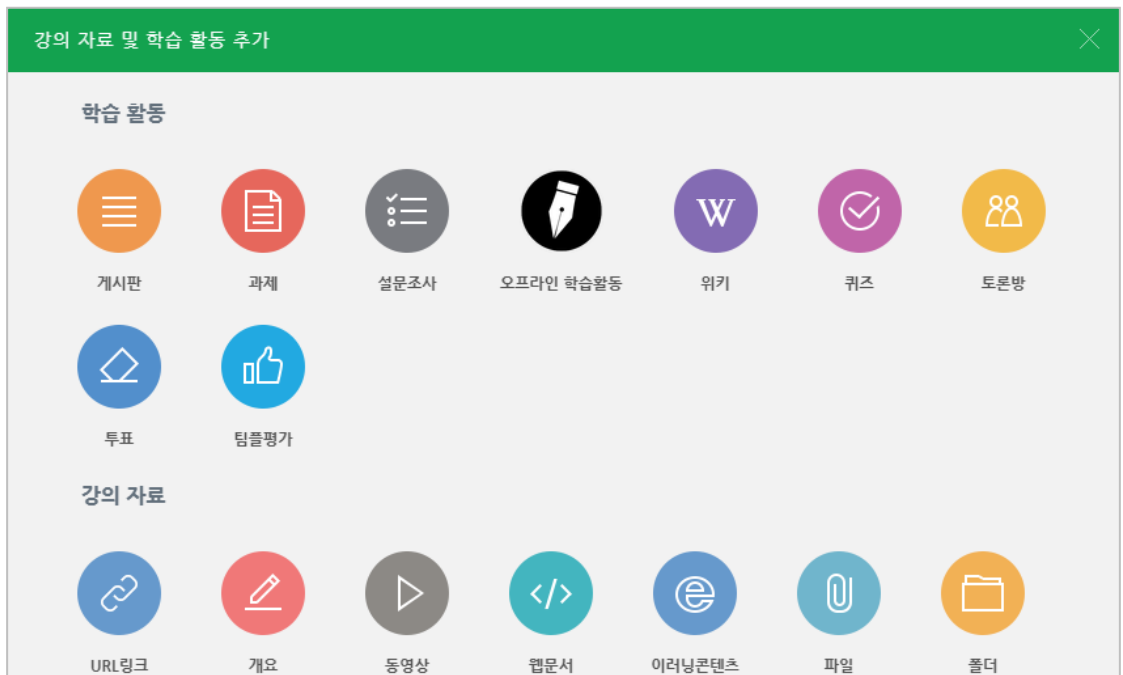 강의 자료 및 학습 활동 추가
학습 활동
게시판 과제 설문조사 오프라인 학습활동 위키 퀴즈 토론방
투표 팀플평가
강의 자료
URL링크 개요 동영상 웹문서 이러닝콘텐츠 파일 폴더